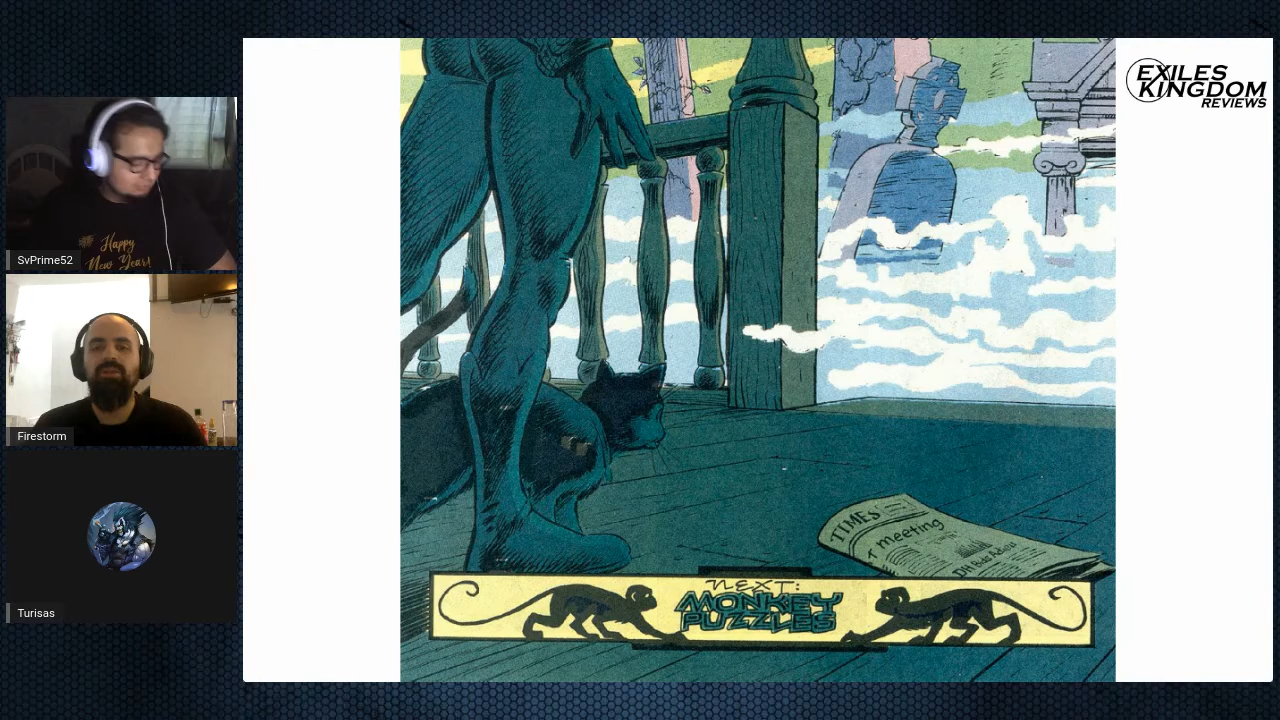 EXILES
KINGDOM
REVIEWS
Happy
New Year!
SvPrime52
Firestorm
Turisas
TIMES
meeting
NEXT:
MONKEY
PUZZLES